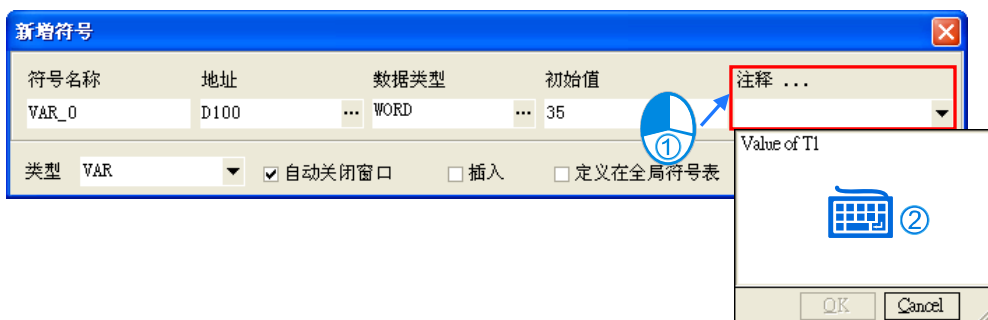 新增符号
符号名称 地址 数据类型 初始值 注释 ...
VAR_0 D100 ... WORD ... 35
①
Value of T1
类型 VAR 自动关闭窗口 插入 定义在全局符号表
②
OK Cancel